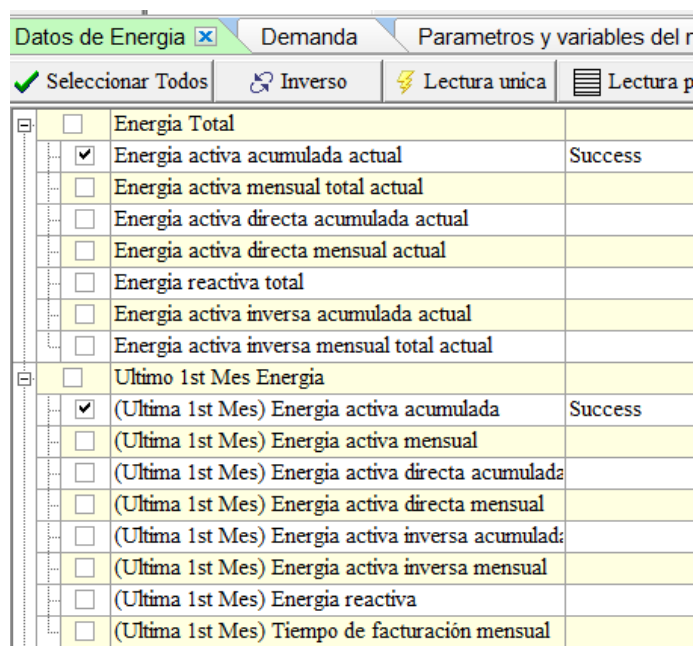 Datos de Energia Demanda Parametros y variables del
Seleccionar Todos Inverso Lectura unica Lectura
Energia Total
Energia activa acumulada actual Success
Energia activa mensual total actual
Energia activa directa acumulada actual
Energia activa directa mensual actual
Energia reactiva total
Energia activa inversa acumulada actual
Energia activa inversa mensual total actual
Ultimo 1st Mes Energia
(Ultima 1st Mes) Energia activa acumulada Success
(Ultima 1st Mes) Energia activa mensual
(Ultima 1st Mes) Energia activa directa acumulada
(Ultima 1st Mes) Energia activa directa mensual
(Ultima 1st Mes) Energia activa inversa acumulada
(Ultima 1st Mes) Energia activa inversa mensual
(Ultima 1st Mes) Energia reactiva
(Ultima 1st Mes) Tiempo de facturación mensual